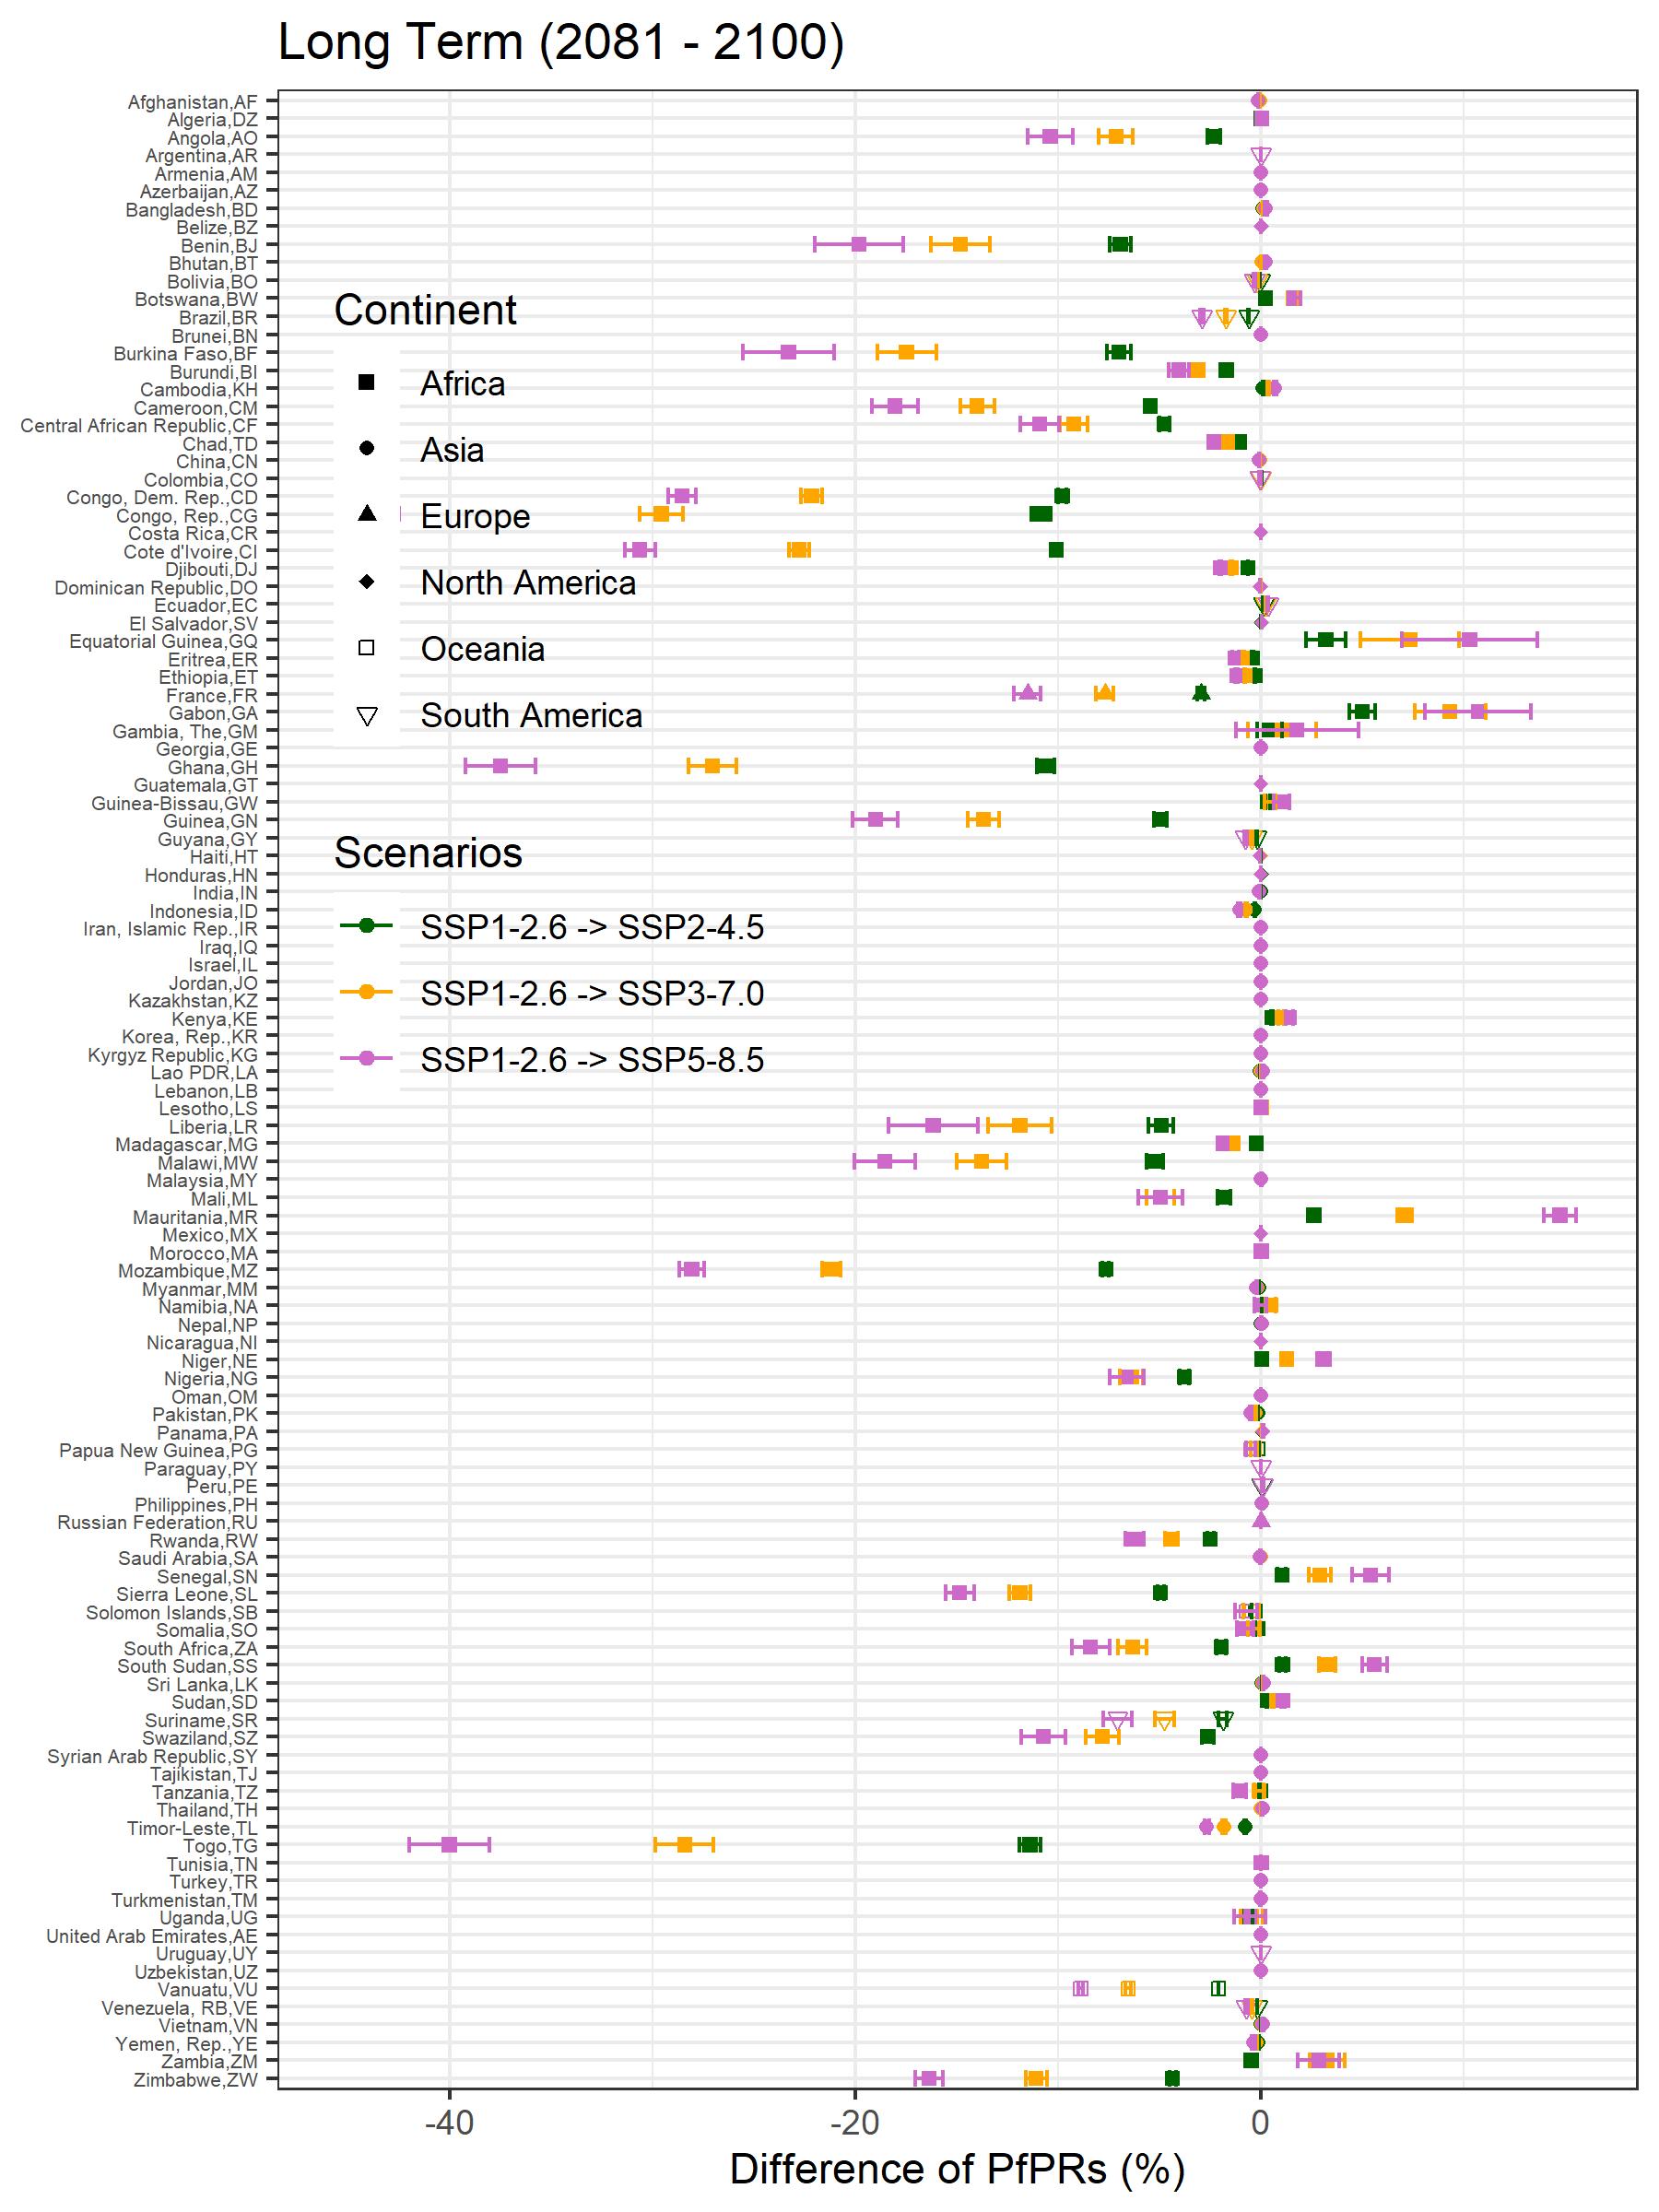 Long Term (2081 - 2100)
Afghanistan,AF
Algeria,DZ
Angola,AO
Argentina,AR
Armenia,AM
Azerbaijan,AZ
Bangladesh,BD
Belize,BZ
Benin,BJ
Bhutan,BT
Bolivia,BO
Botswana,BW
Brazil,BR
Brunei,BN
Burkina Faso,BF
Burundi,BI
Cambodia,KH
Cameroon,CM
Central African Republic,CF
Chad,TD
China,CN
Colombia,CO
Congo, Dem. Rep.,CD
Congo, Rep.,CG
Costa Rica,CR
Cote d'Ivoire,CI
Djibouti,DJ
Dominican Republic,DO
Ecuador,EC
El Salvador,SV
Equatorial Guinea,GQ
Eritrea,ER
Ethiopia,ET
France,FR
Gabon,GA
Gambia, The,GM
Georgia,GE
Ghana,GH
Guatemala,GT
Guinea-Bissau,GW
Guinea,GN
Guyana,GY
Haiti,HT
Honduras,HN
India,IN
Indonesia,ID
Iran, Islamic Rep.,IR
Iraq,IQ
Israel,IL
Jordan,JO
Kazakhstan,KZ
Kenya,KE
Korea, Rep.,KR
Kyrgyz Republic,KG
Lao PDR,LA
Lebanon,LB
Lesotho,LS
Liberia,LR
Madagascar,MG
Malawi,MW
Malaysia,MY
Mali,ML
Mauritania,MR
Mexico,MX
Morocco,MA
Mozambique,MZ
Myanmar,MM
Namibia,NA
Nepal,NP
Nicaragua,NI
Niger,NE
Nigeria,NG
Oman,OM
Pakistan,PK
Panama,PA
Papua New Guinea,PG
Paraguay,PY
Peru,PE
Philippines,PH
Russian Federation,RU
Rwanda,RW
Saudi Arabia,SA
Senegal,SN
Sierra Leone,SL
Solomon Islands,SB
Somalia,SO
South Africa,ZA
South Sudan,SS
Sri Lanka,LK
Sudan,SD
Suriname,SR
Swaziland,SZ
Syrian Arab Republic,SY
Tajikistan,TJ
Tanzania,TZ
Thailand,TH
Timor-Leste,TL
Togo,TG
Tunisia,TN
Turkey,TR
Turkmenistan,TM
Uganda,UG
United Arab Emirates,AE
Uruguay,UY
Uzbekistan,UZ
Vanuatu,VU
Venezuela, RB,VE
Vietnam,VN
Yemen, Rep.,YE
Zambia,ZM
Zimbabwe,ZW
Continent
Africa
Asia
Europe
North America
Oceania
South America
Scenarios
SSP1-2.6 -> SSP2-4.5
SSP1-2.6 -> SSP3-7.0
SSP1-2.6 -> SSP5-8.5
-40 -20 0
Difference of PfPRs (%)